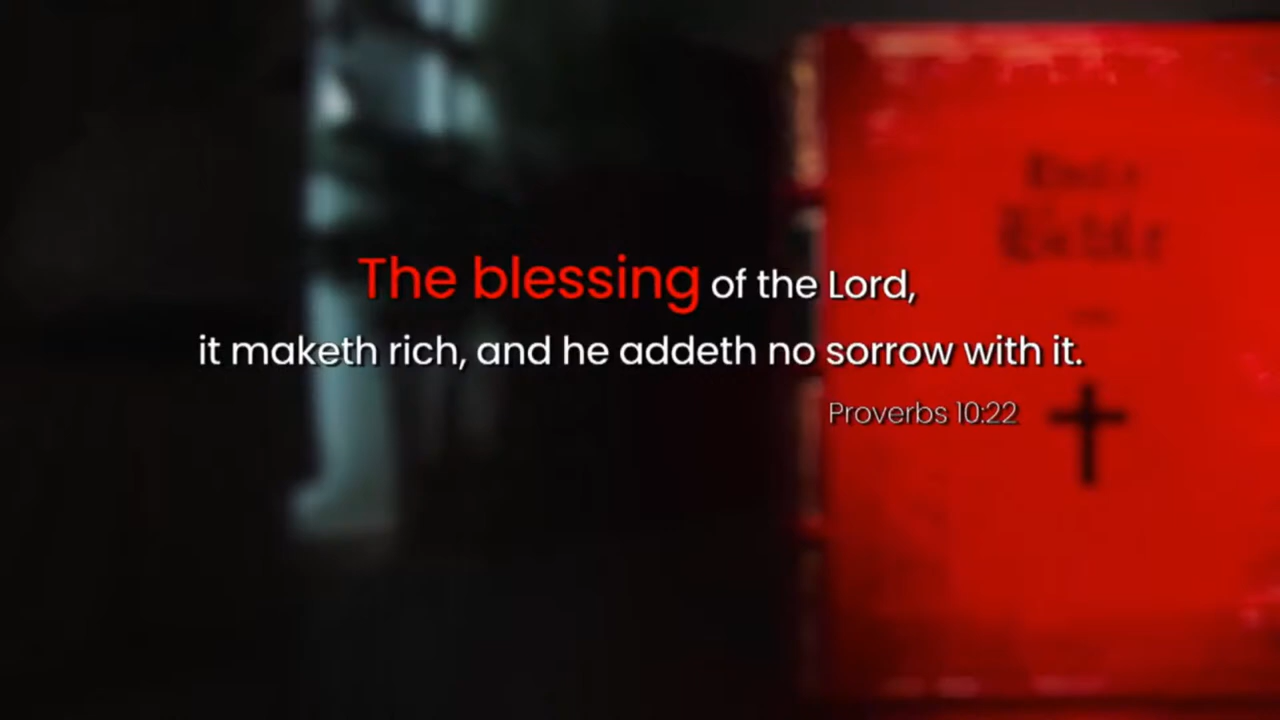 The blessing of the Lord,
it maketh rich, and he addeth no sorrow with it.
Proverbs 10:22